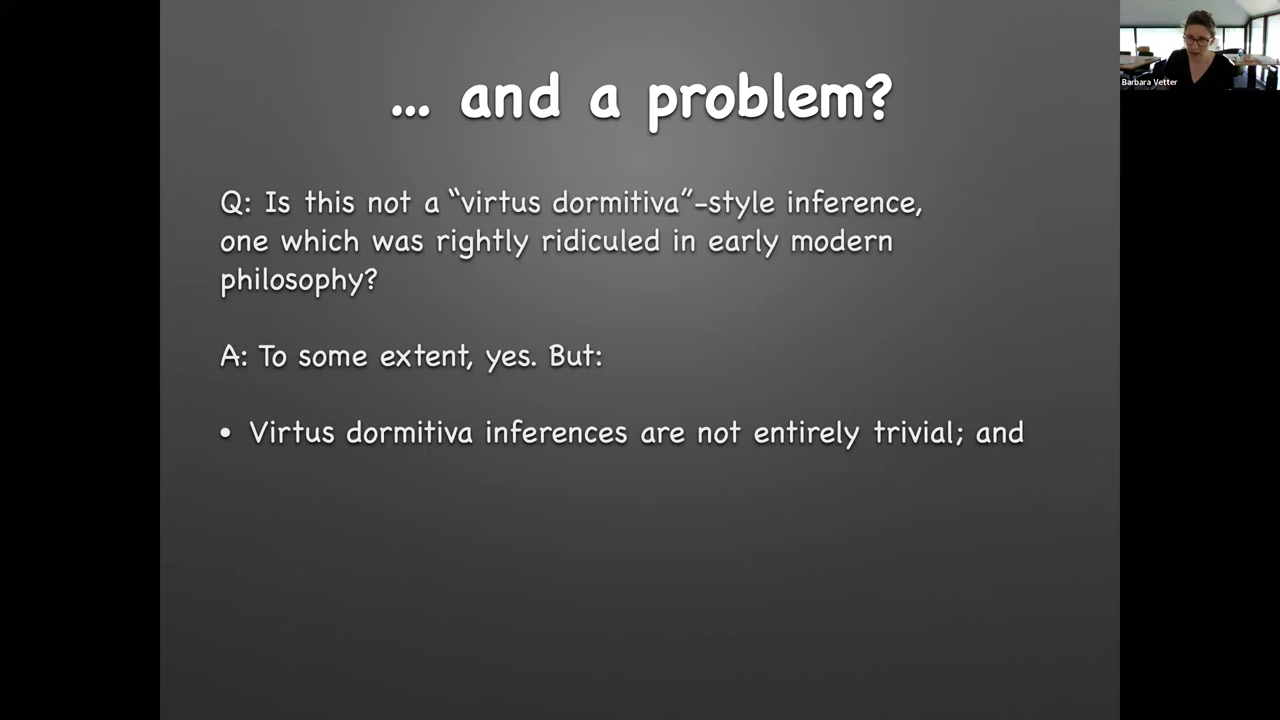 ... and a problem?
Barbara Vetter
Q: Is this not a “virtus dormitiva”-style inference,
one which was rightly ridiculed in early modern
philosophy?
A: To some extent, yes. But:
• Virtus dormitiva inferences are not entirely trivial; and